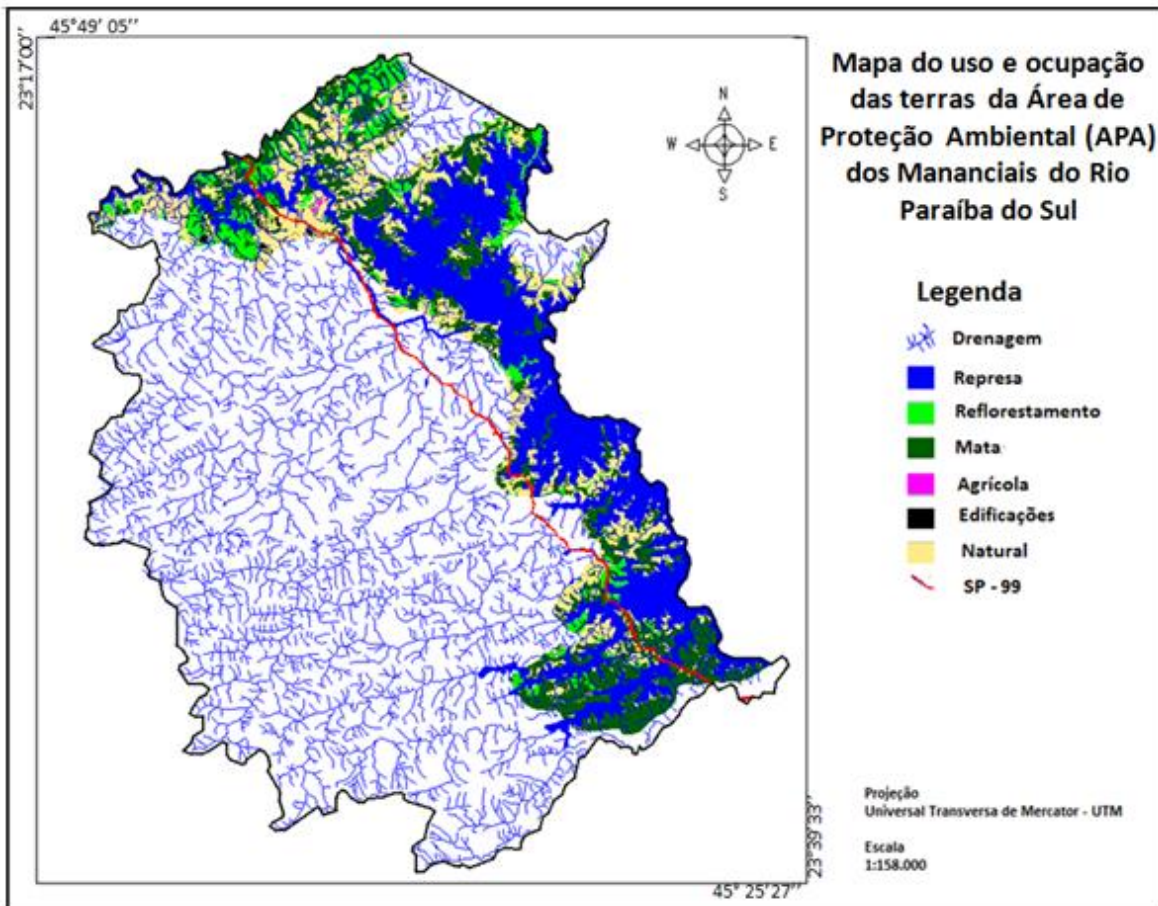 45°49' 05''
23°17'00''
Mapa do uso e ocupação
das terras da Área de
Proteção Ambiental (APA)
dos Mananciais do Rio
Paraíba do Sul
N
W
E
S
Legenda
Drenagem
Represa
Reflorestamento
Mata
Agrícola
Edificações
Natural
SP - 99
Projeção
Universal Transversa de Mercator - UTM
Escala
1:158.000
23°39'33''
45° 25'27''